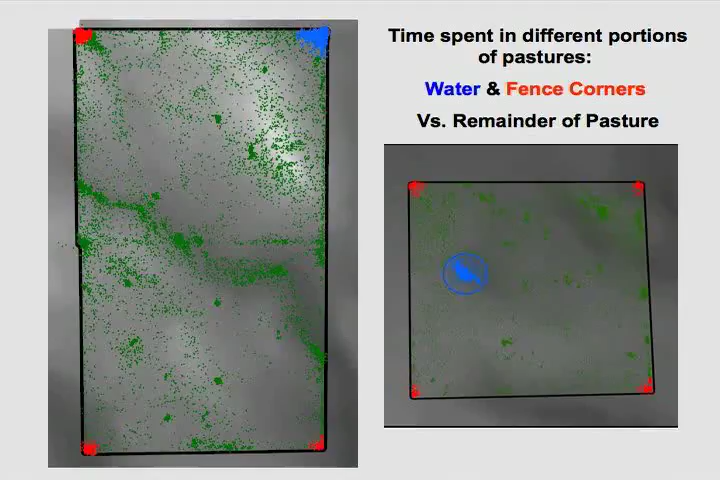 Time spent in different portions
of pastures:
Water & Fence Corners
Vs. Remainder of Pasture